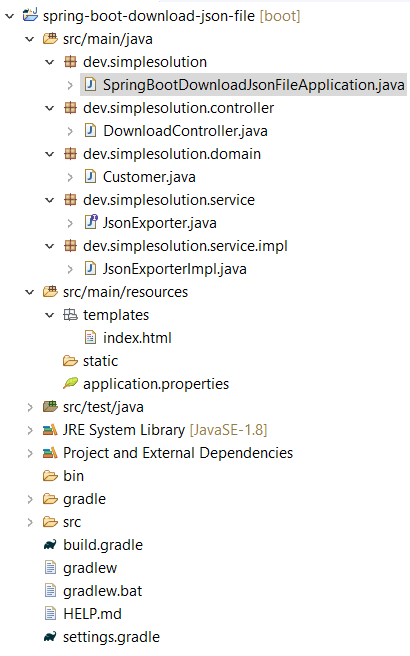 spring-boot-download-json-file [boot]
src/main/java
dev.simplesolution
SpringBootDownloadJsonFileApplication.java
dev.simplesolution.controller
DownloadController.java
dev.simplesolution.domain
Customer.java
dev.simplesolution.service
JsonExporter.java
dev.simplesolution.service.impl
JsonExporterImpl.java
src/main/resources
templates
index.html
static
application.properties
src/test/java
JRE System Library [JavaSE-1.8]
Project and External Dependencies
bin
gradle
src
build.gradle
gradlew
gradlew.bat
HELP.md
settings.gradle